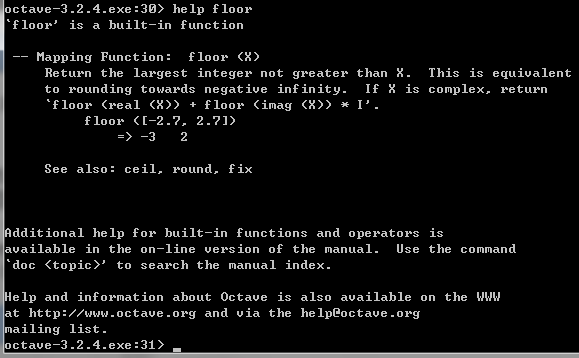 octave-3.2.4.exe:30> help floor
`floor' is a built-in function
-- Mapping Function:  floor (X)
Return the largest integer not greater than X.  This is equivalent
to rounding towards negative infinity.  If X is complex, return
`floor (real (X)) + floor (imag (X)) * I'.
floor ([-2.7, 2.7])
=> -3   2
See also: ceil, round, fix
Additional help for built-in functions and operators is
available in the on-line version of the manual.  Use the command
`doc <topic>' to search the manual index.
Help and information about Octave is also available on the WWW
at http://www.octave.org and via the help@octave.org
mailing list.
octave-3.2.4.exe:31> _